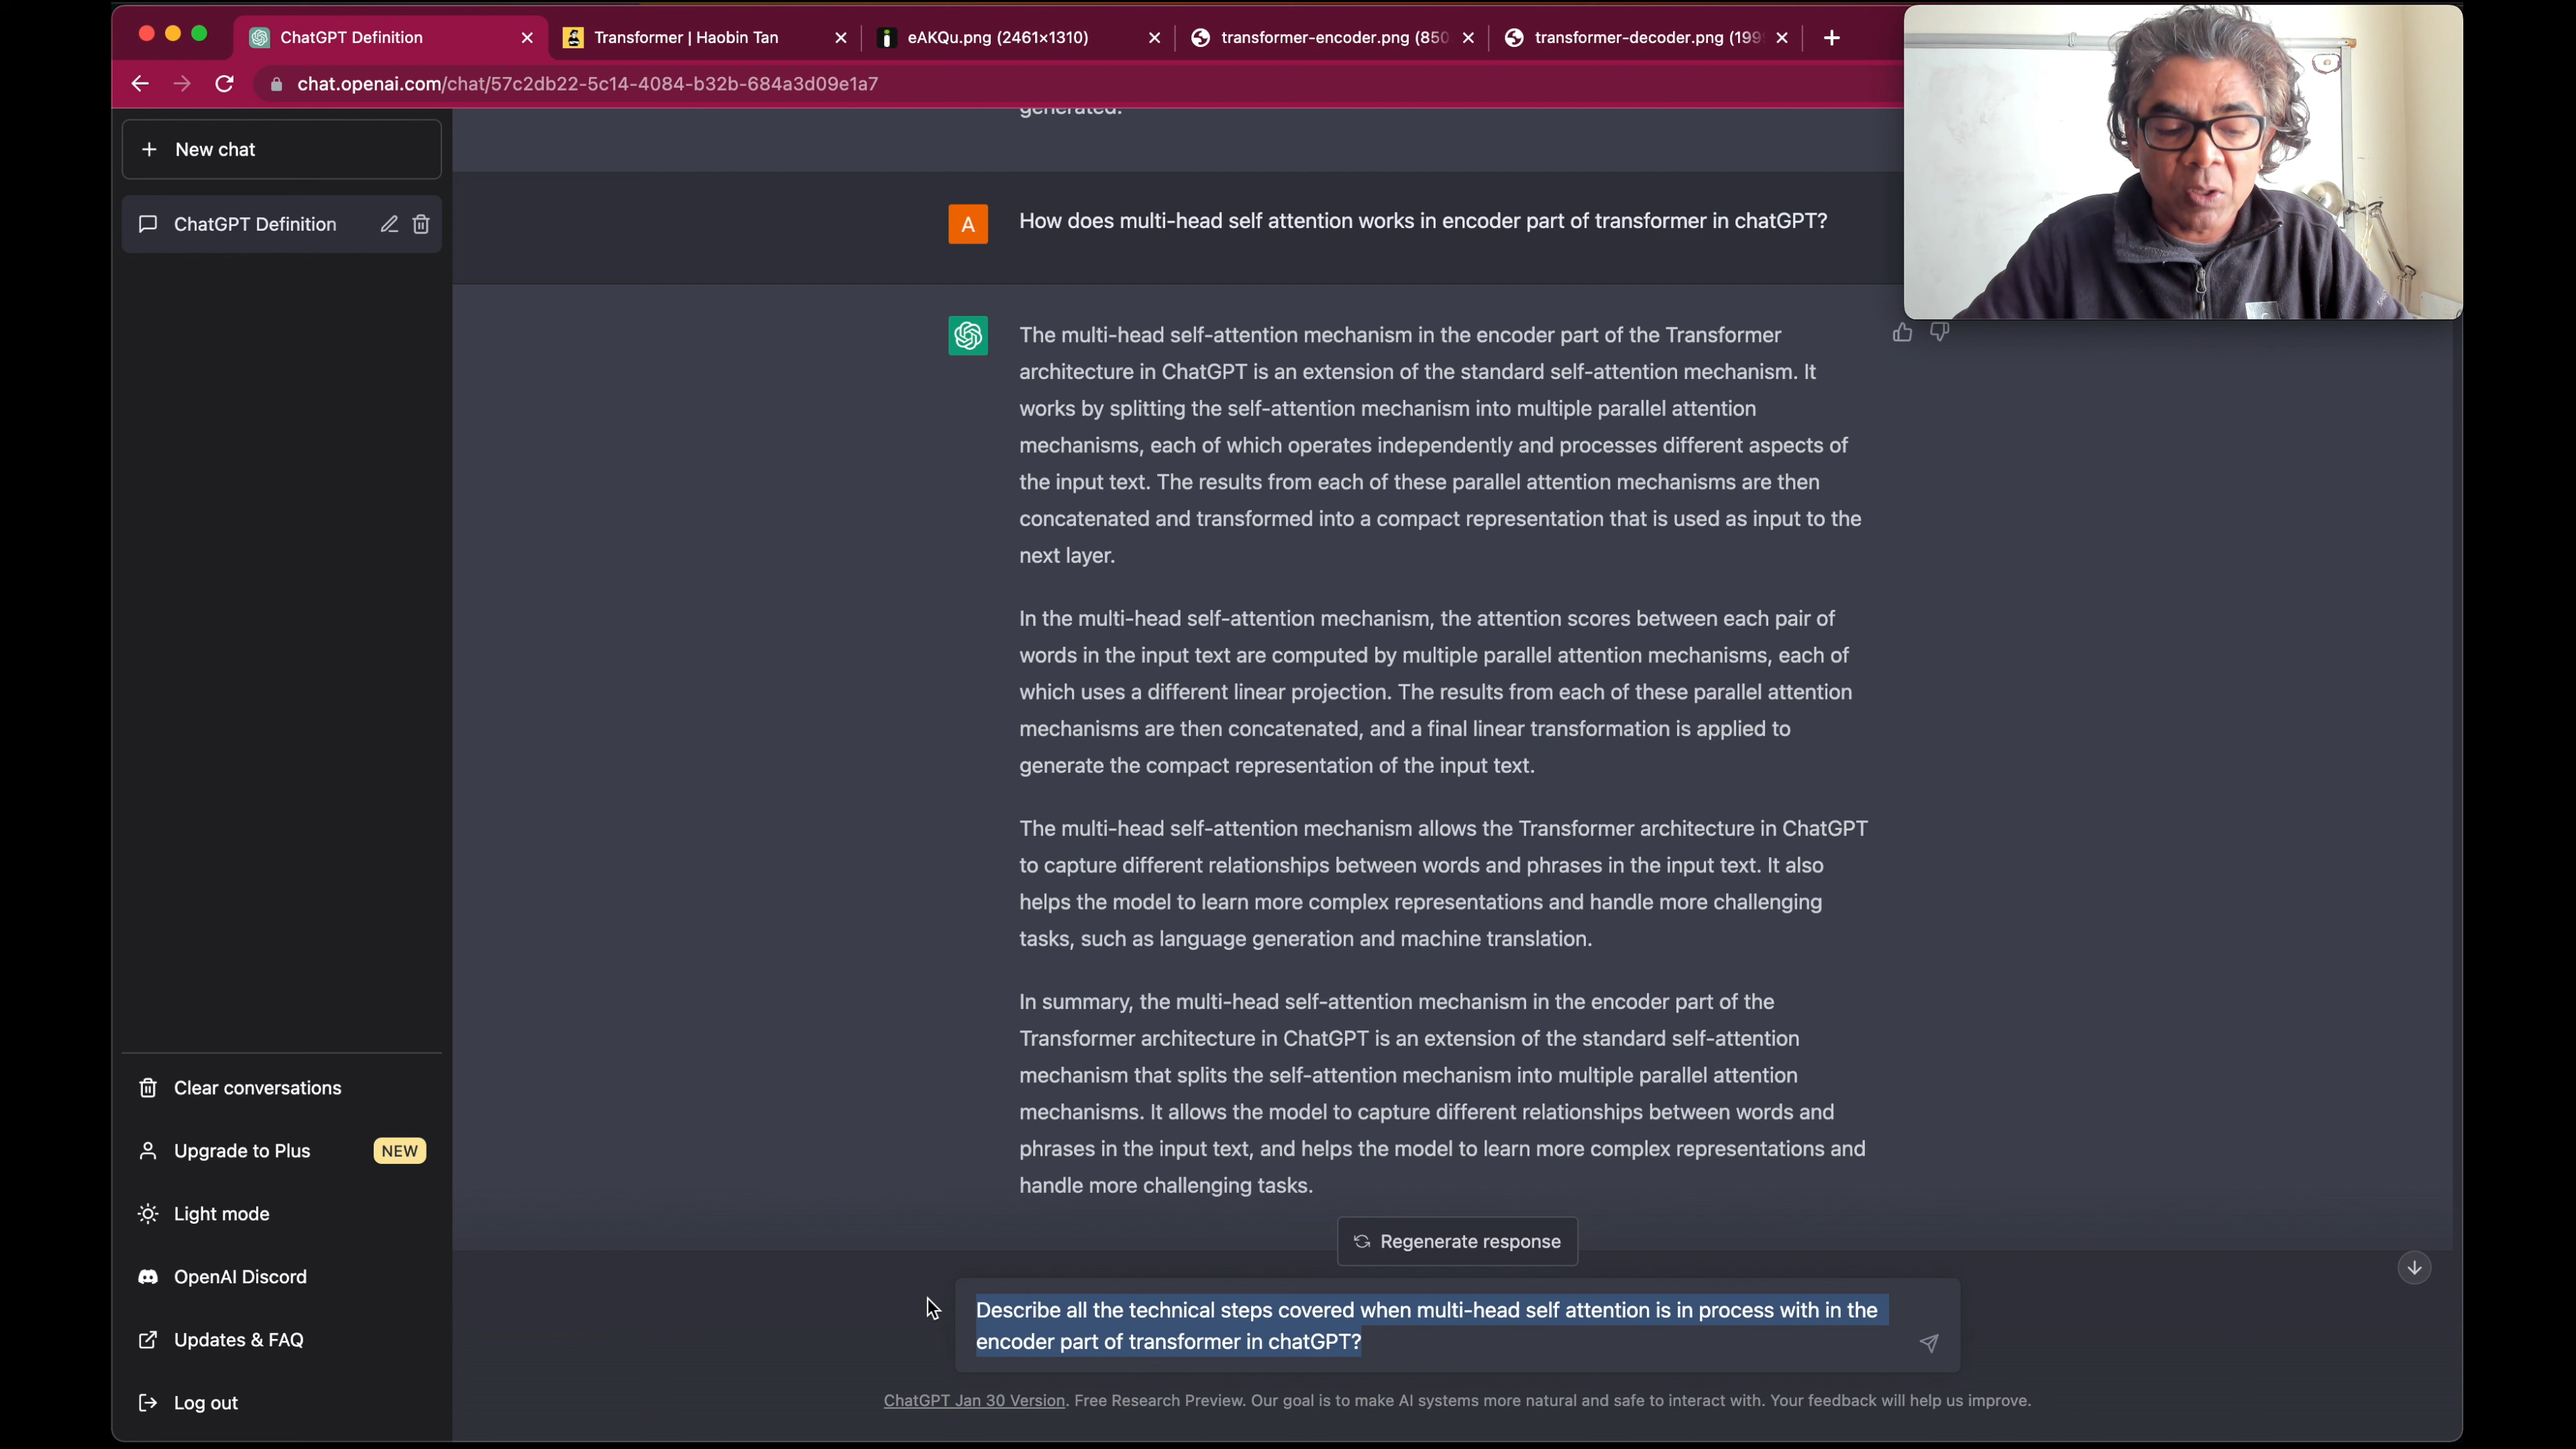 ChatGPT Definition
Transformer | Haobin Tan
eAKQu.png (2461×1310)
transformer-encoder.png (850
transformer-decoder.png (199
chat.openai.com/chat/57c2db22-5c14-4084-b32b-684a3d09e1a7
New chat
ChatGPT Definition
generated.
A
How does multi-head self attention works in encoder part of transformer in chatGPT?
The multi-head self-attention mechanism in the encoder part of the Transformer
architecture in ChatGPT is an extension of the standard self-attention mechanism. It
works by splitting the self-attention mechanism into multiple parallel attention
mechanisms, each of which operates independently and processes different aspects of
the input text. The results from each of these parallel attention mechanisms are then
concatenated and transformed into a compact representation that is used as input to the
next layer.
In the multi-head self-attention mechanism, the attention scores between each pair of
words in the input text are computed by multiple parallel attention mechanisms, each of
which uses a different linear projection. The results from each of these parallel attention
mechanisms are then concatenated, and a final linear transformation is applied to
generate the compact representation of the input text.
The multi-head self-attention mechanism allows the Transformer architecture in ChatGPT
to capture different relationships between words and phrases in the input text. It also
helps the model to learn more complex representations and handle more challenging
tasks, such as language generation and machine translation.
In summary, the multi-head self-attention mechanism in the encoder part of the
Transformer architecture in ChatGPT is an extension of the standard self-attention
mechanism that splits the self-attention mechanism into multiple parallel attention
mechanisms. It allows the model to capture different relationships between words and
phrases in the input text, and helps the model to learn more complex representations and
handle more challenging tasks.
Regenerate response
Describe all the technical steps covered when multi-head self attention is in process with in the
encoder part of transformer in chatGPT?
ChatGPT Jan 30 Version. Free Research Preview. Our goal is to make AI systems more natural and safe to interact with. Your feedback will help us improve.
Clear conversations
Upgrade to Plus
NEW
Light mode
OpenAI Discord
Updates & FAQ
Log out